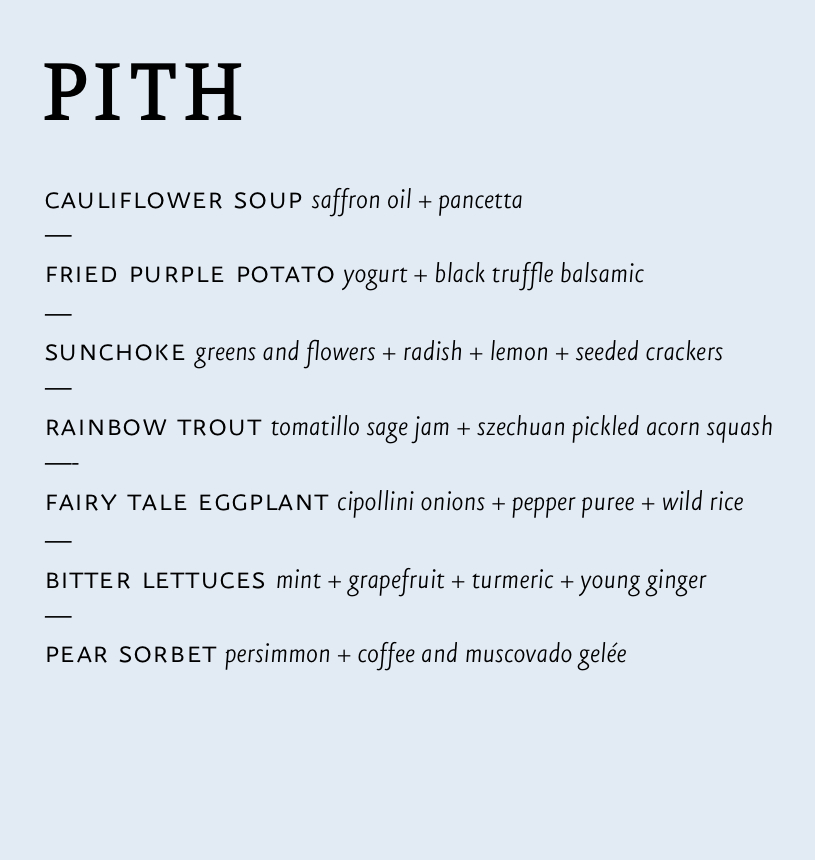 PITH
CAULIFLOWER SOUP saffron oil + pancetta
—
FRIED PURPLE POTATO yogurt + black truffle balsamic
—
SUNCHOKE greens and flowers + radish + lemon + seeded crackers
—
RAINBOW TROUT tomatillo sage jam + szechuan pickled acorn squash
—-
FAIRY TALE EGGPLANT cipollini onions + pepper puree + wild rice
—
BITTER LETTUCES mint + grapefruit + turmeric + young ginger
—
PEAR SORBET persimmon + coffee and muscovado gelée